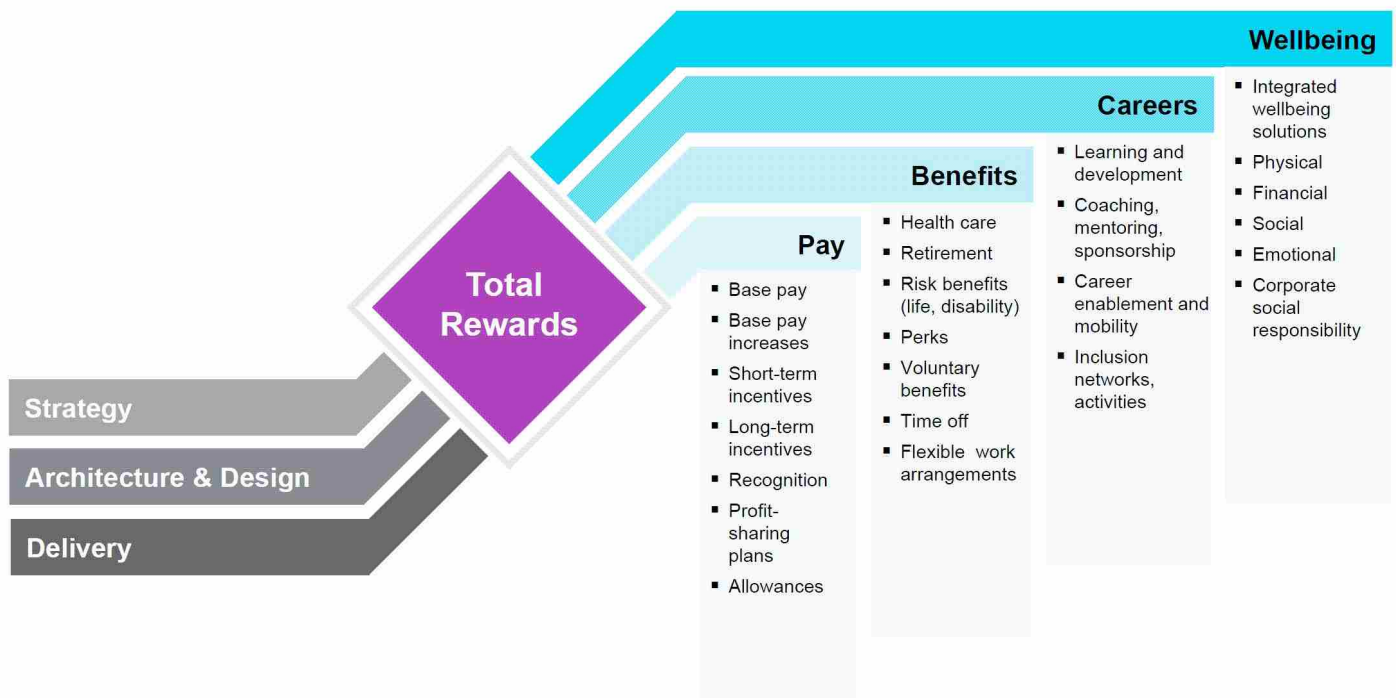 Wellbeing
Careers
Benefits
Pay
Total
Rewards
Strategy
Architecture & Design
Delivery
▪ Base pay
▪ Base pay
increases
▪ Short-term
incentives
▪ Long-term
incentives
▪ Recognition
▪ Profit-
sharing
plans
▪ Allowances
▪ Health care
▪ Retirement
▪ Risk benefits
(life, disability)
▪ Perks
▪ Voluntary
benefits
▪ Time off
▪ Flexible work
arrangements
▪ Learning and
development
▪ Coaching,
mentoring,
sponsorship
▪ Career
enablement and
mobility
▪ Inclusion
networks,
activities
▪ Integrated
wellbeing
solutions
▪ Physical
▪ Financial
▪ Social
▪ Emotional
▪ Corporate
social
responsibility